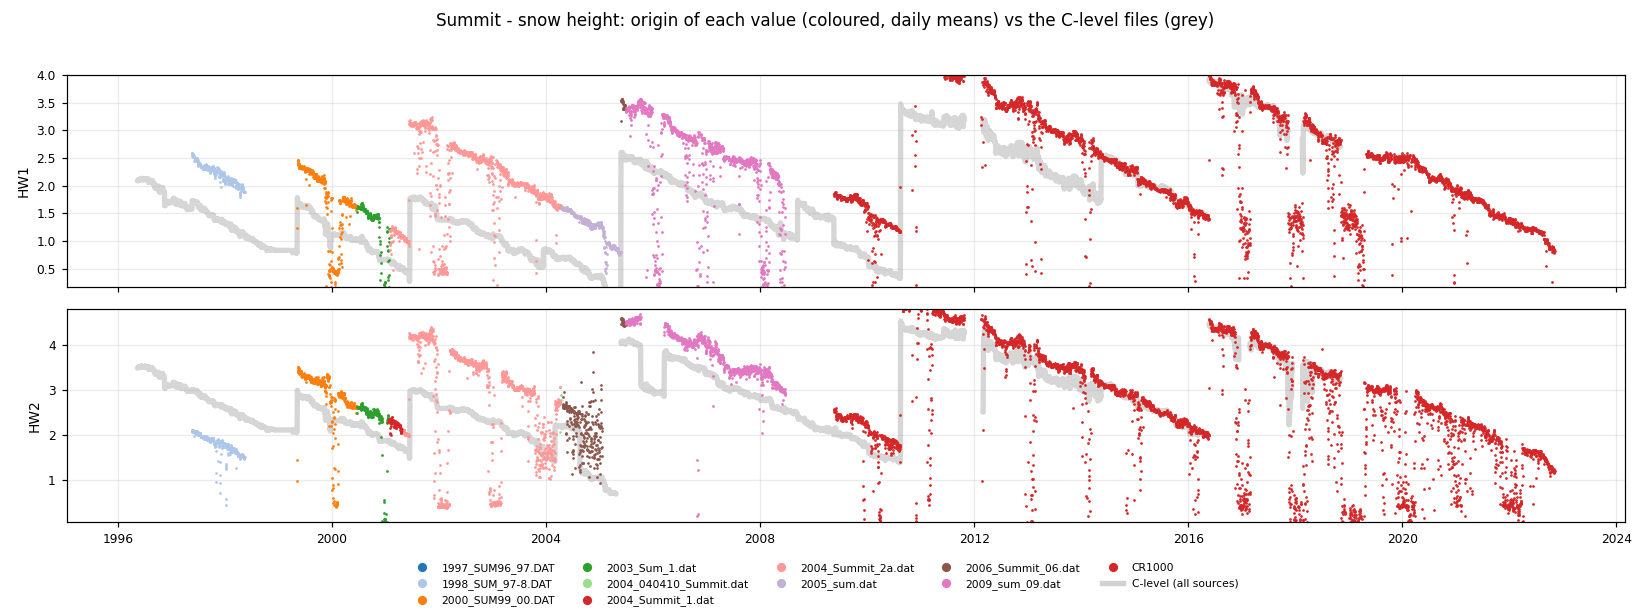 Summit - snow height: origin of each value (coloured, daily means) vs the C-level files (grey)
4.0
3.5
3.0
2.5
2.0
1.5
1.0
0.5
HW1
4
3
2
1
HW2
1996 2000 2004 2008 2012 2016 2020 2024
1997_SUM96_97.DAT 2003_Sum_1.dat 2004_Summit_2a.dat 2006_Summit_06.dat CR1000
1998_SUM_97-8.DAT 2004_040410_Summit.dat 2005_sum.dat 2009_sum_09.dat C-level (all sources)
2000_SUM99_00.DAT 2004_Summit_1.dat